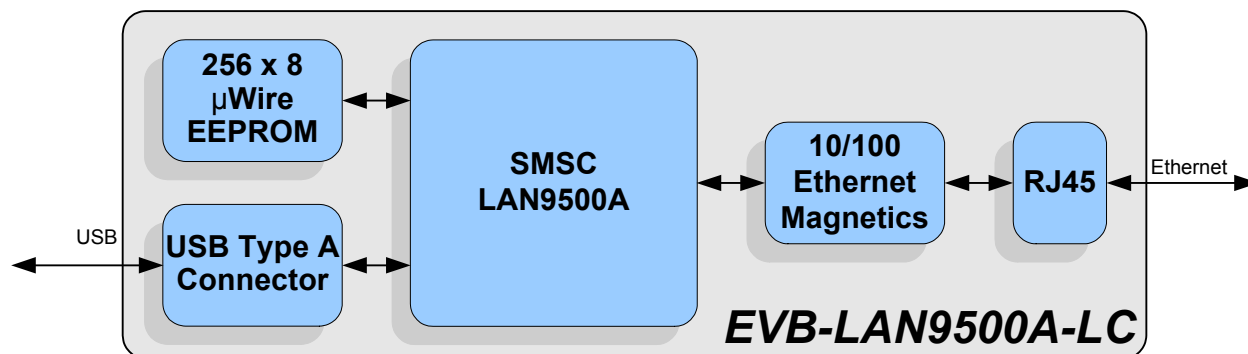 256 x 8
µWire
EEPROM
SMSC
LAN9500A
10/100
Ethernet
Magnetics
RJ45
Ethernet
USB
USB Type A
Connector
EVB-LAN9500A-LC